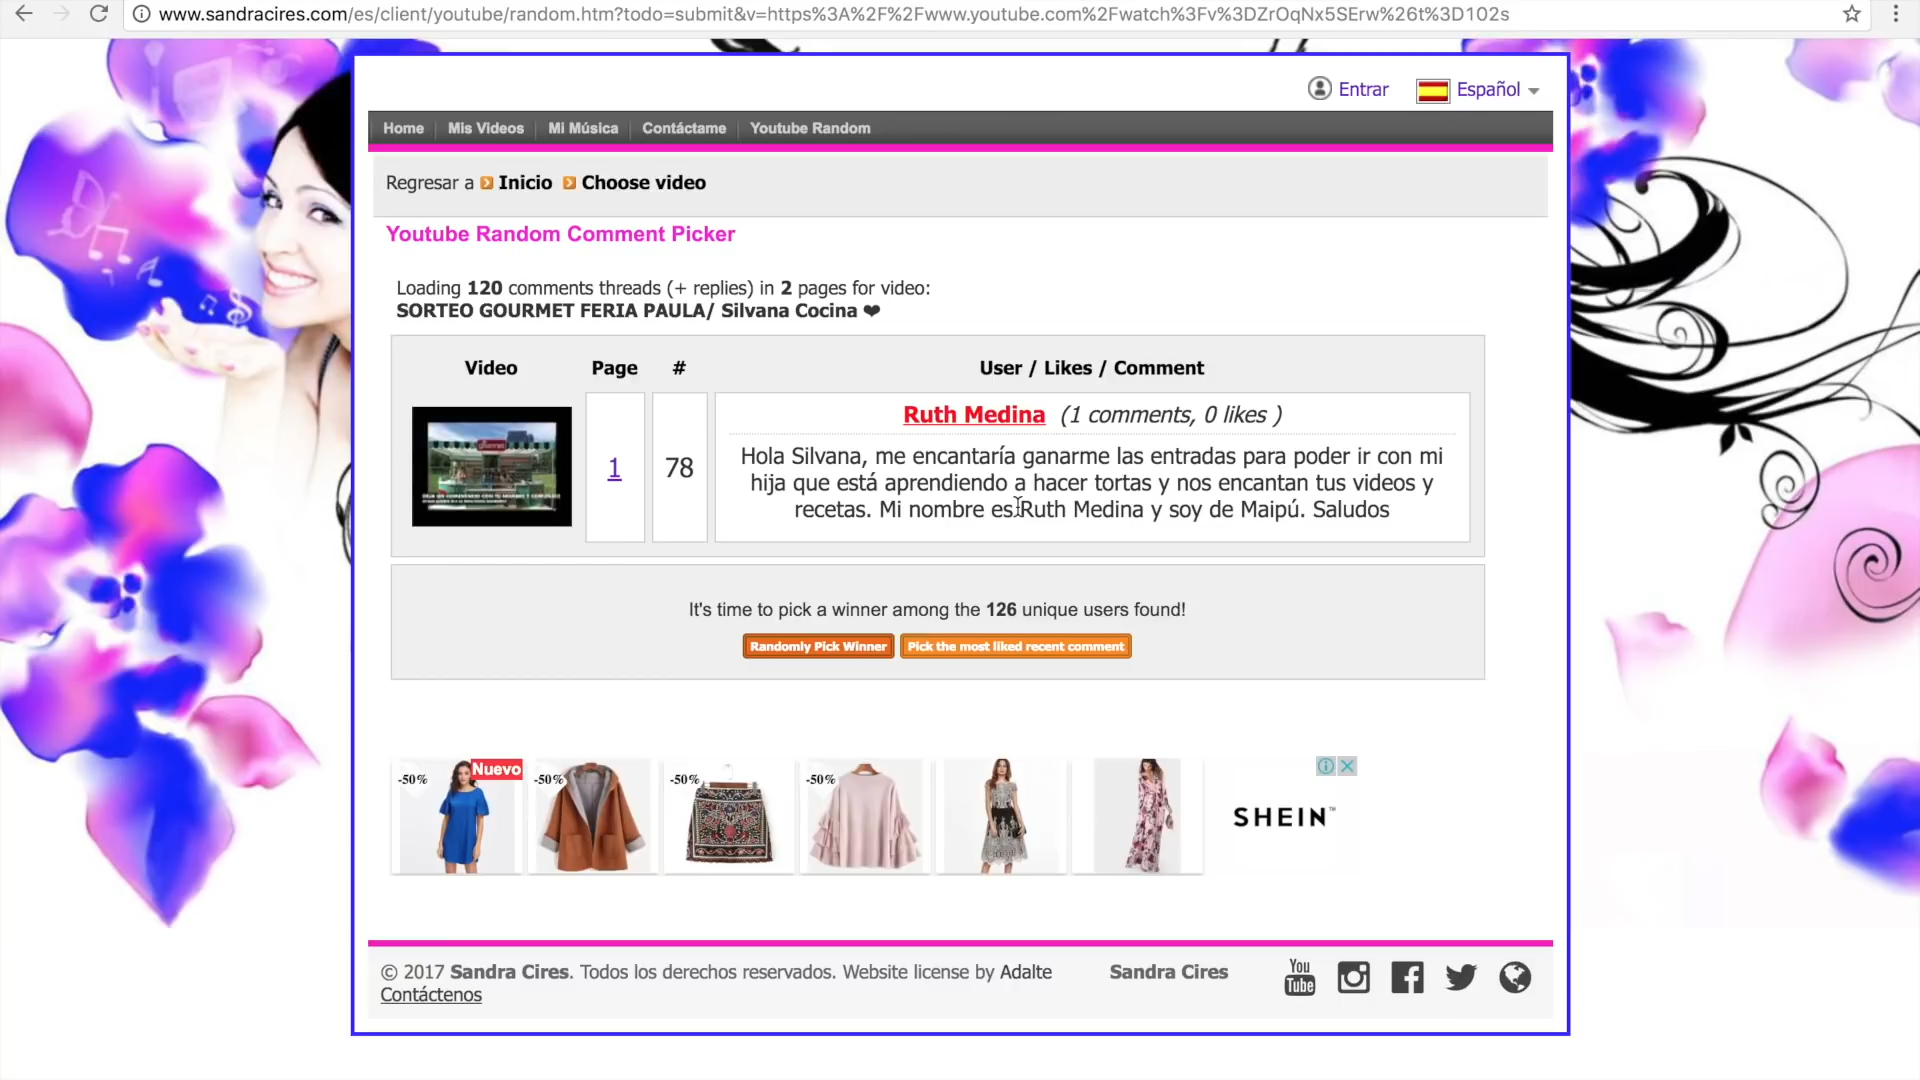 www.sandracires.com/es/client/youtube/random.htm?todo=submit&v=https%3A%2F%2Fwww.youtube.com%2Fwatch%3Fv%3DZrOqNx5SErw%26t%3D102s
Entrar Español
Home Mis Videos Mi Música Contáctame Youtube Random
Regresar a Inicio Choose video
Youtube Random Comment Picker
Loading 120 comments threads (+ replies) in 2 pages for video:
SORTEO GOURMET FERIA PAULA/ Silvana Cocina ❤
Video Page # User / Likes / Comment
Ruth Medina (1 comments, 0 likes )
1 78
Hola Silvana, me encantaría ganarme las entradas para poder ir con mi
hija que está aprendiendo a hacer tortas y nos encantan tus videos y
recetas. Mi nombre es Ruth Medina y soy de Maipú. Saludos
It's time to pick a winner among the 126 unique users found!
Randomly Pick Winner Pick the most liked recent comment
-50% Nuevo -50% -50% -50%
SHEIN™
© 2017 Sandra Cires. Todos los derechos reservados. Website license by Adalte
Contáctenos
Sandra Cires
You Tube